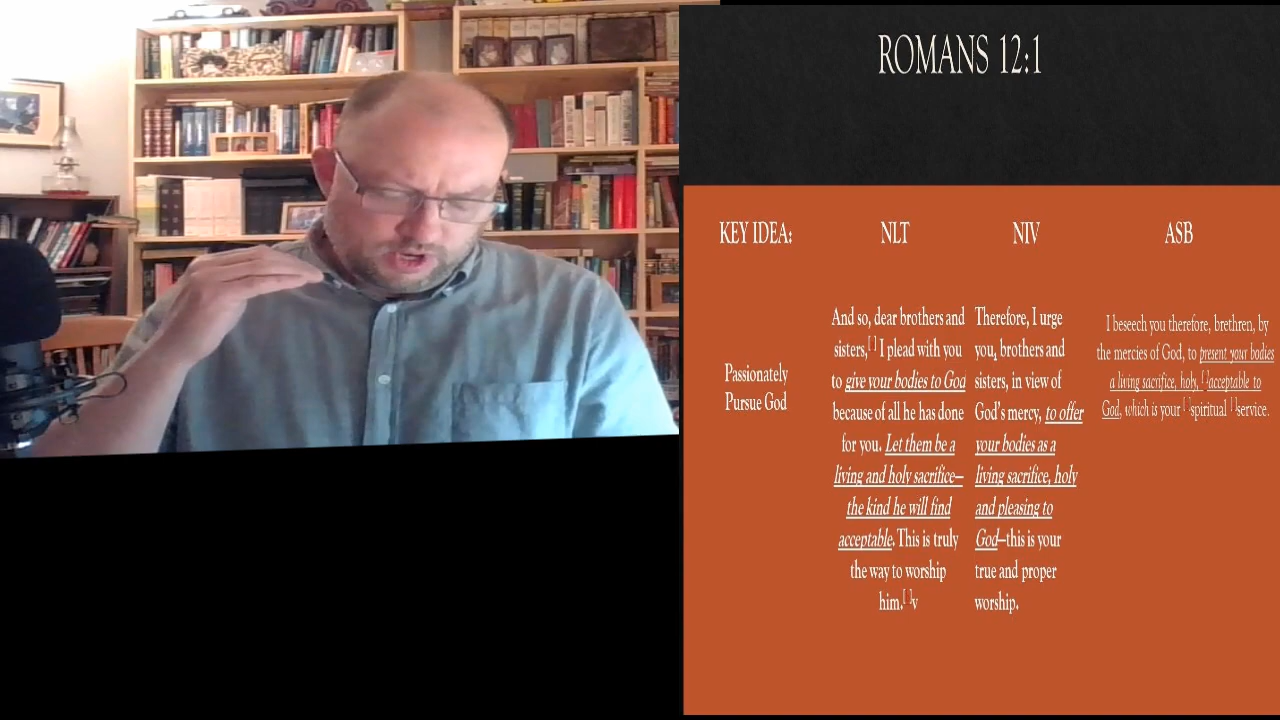 ROMANS 12:1
KEY IDEA:
NLT
NIV
ASB
Passionately
Pursue God
And so, dear brothers and
sisters,[ ] I plead with you
to give your bodies to God
because of all he has done
for you. Let them be a
living and holy sacrifice—
the kind he will find
acceptable. This is truly
the way to worship
him.[ ]v
Therefore, I urge
you, brothers and
sisters, in view of
God's mercy, to offer
your bodies as a
living sacrifice, holy
and pleasing to
God—this is your
true and proper
worship.
I beseech you therefore, brethren, by
the mercies of God, to present your bodies
a living sacrifice, holy, [ ]acceptable to
God, which is your [ ]spiritual [ ]service.